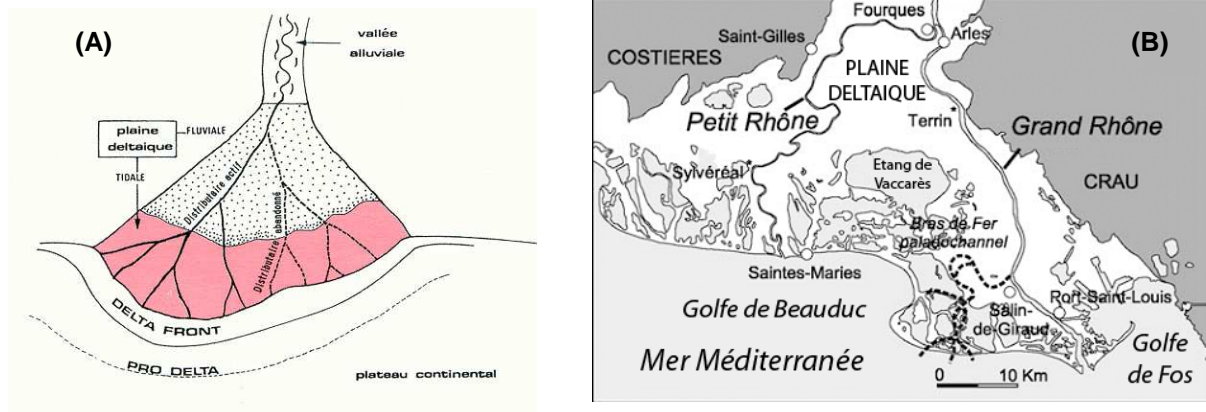 (A)
vallée
alluviale
plaine
deltaique
FLUVIALE
TIDALE
Distributaire actif
Distributaire abandonné
DELTA FRONT
PRO DELTA
plateau continental
(B)
Fourques
Saint-Gilles
Arles
COSTIERES
PLAINE
DELTAIQUE
Petit Rhône
Terrin
Grand Rhône
Sylvéréal
Etang de
Vaccarès
CRAU
Bras de Fer
paleochannel
Saintes-Maries
Port-Saint-Louis
Salin-
de-Giraud
Golfe de Beauduc
Golfe
de Fos
Mer Méditerranée
0 10 Km